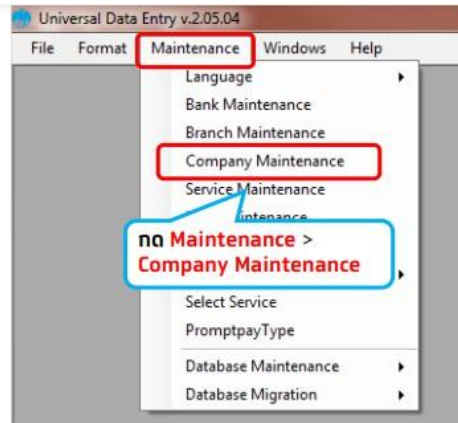 Universal Data Entry v.2.05.04
File Format Maintenance Windows Help
Language
Bank Maintenance
Branch Maintenance
Company Maintenance
Service Maintenance
กด Maintenance >
Company Maintenance
Select Service
PromptpayType
Database Maintenance
Database Migration